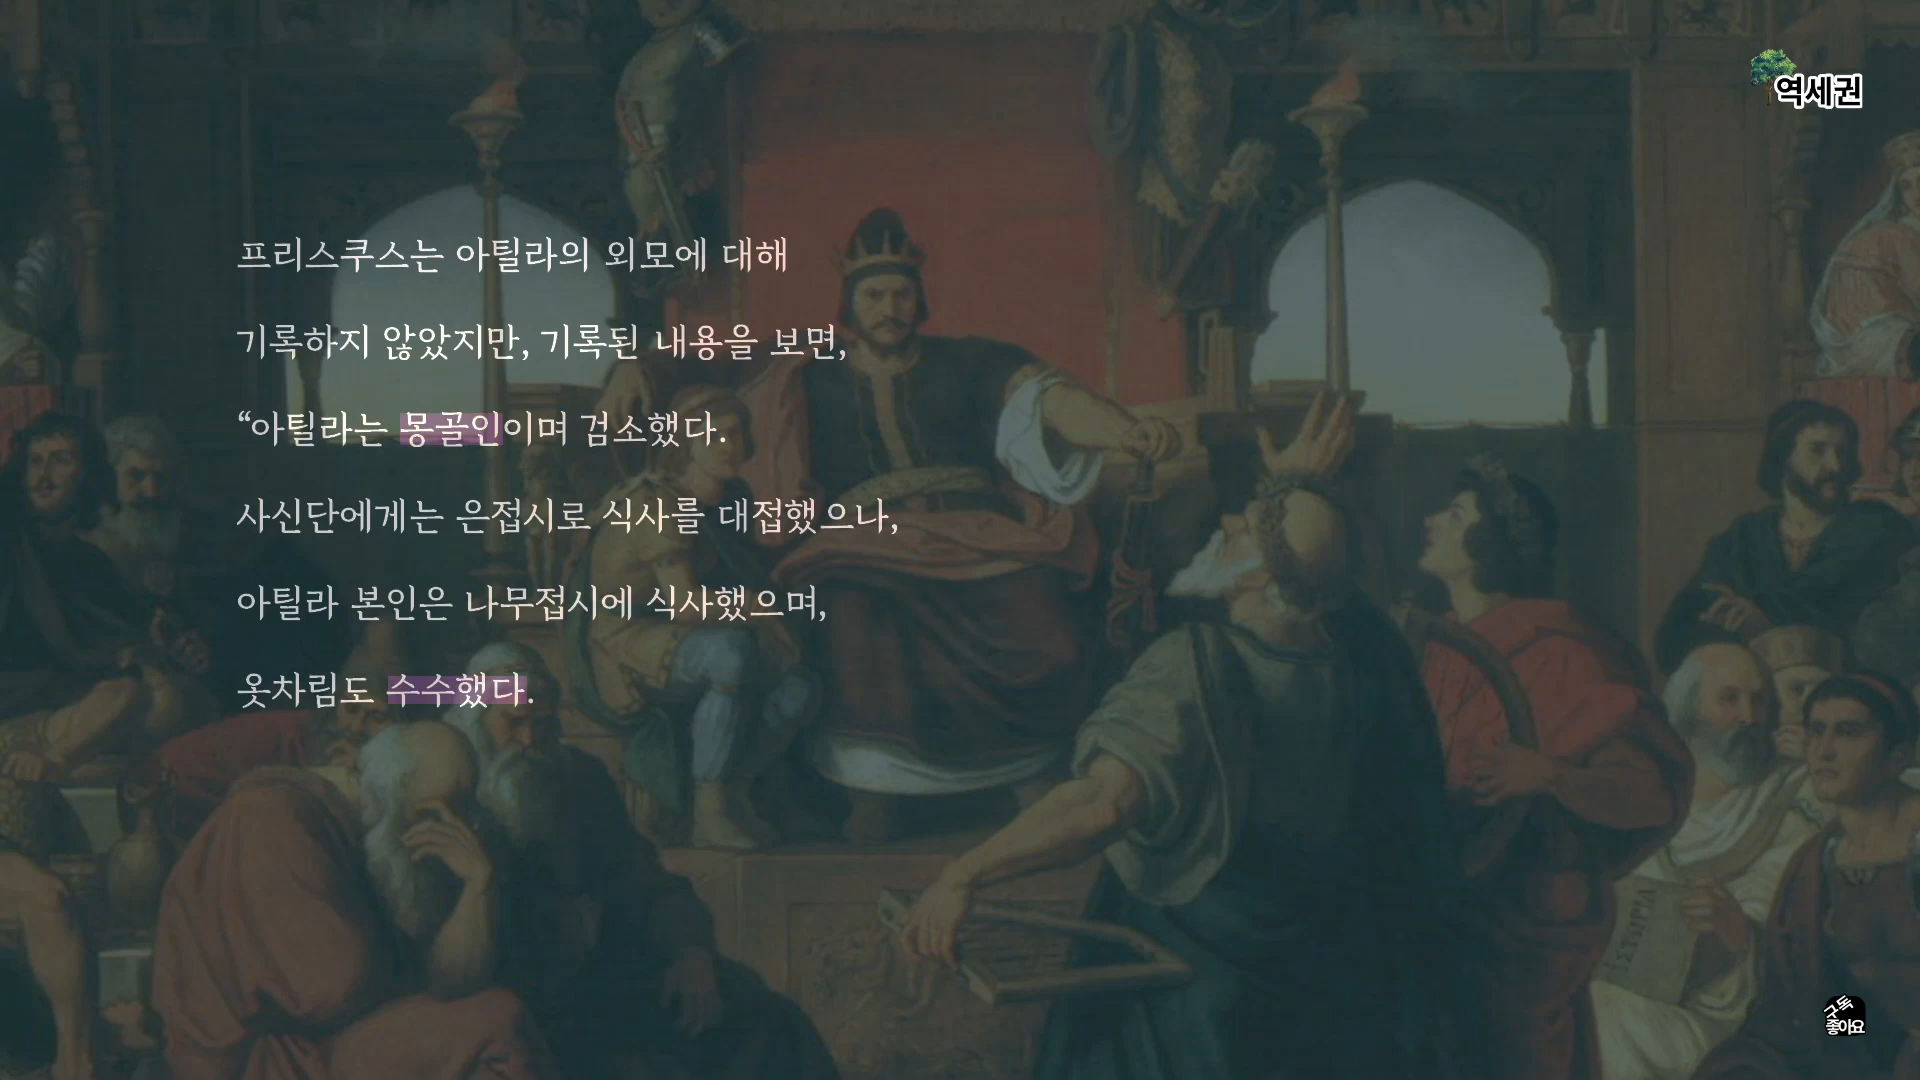 역세권
프리스쿠스는 아틸라의 외모에 대해
기록하지 않았지만, 기록된 내용을 보면,
“아틸라는 몽골인이며 검소했다.
사신단에게는 은접시로 식사를 대접했으나,
아틸라 본인은 나무접시에 식사했으며,
옷차림도 수수했다.
ΙΣΤΟΡΡΙΑ
구독
좋아요